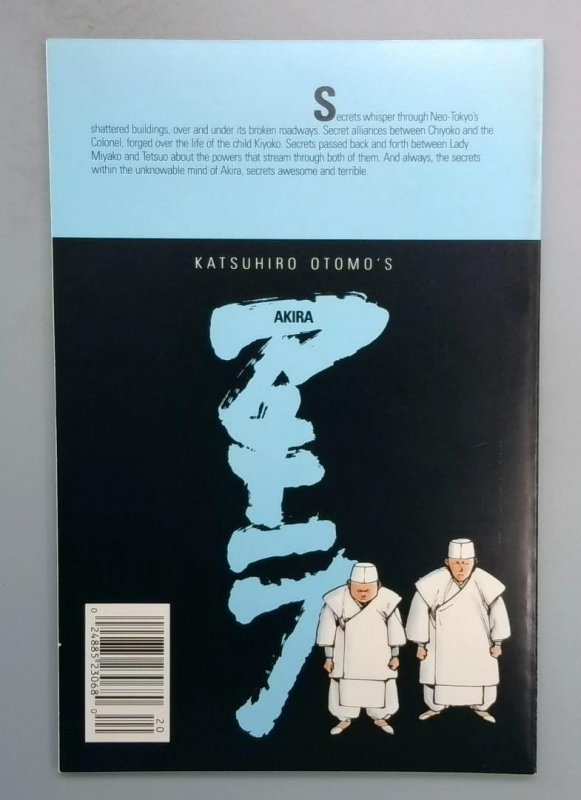 Secrets whisper through Neo-Tokyo's
shattered buildings, over and under its broken roadways. Secret alliances between Chiyoko and the
Colonel, forged over the life of the child Kiyoko. Secrets passed back and forth between Lady
Miyako and Tetsuo about the powers that stream through both of them. And always, the secrets
within the unknowable mind of Akira, secrets awesome and terrible.
KATSUHIRO OTOMO'S
AKIRA
アキラ
20
0 24885 23068 0